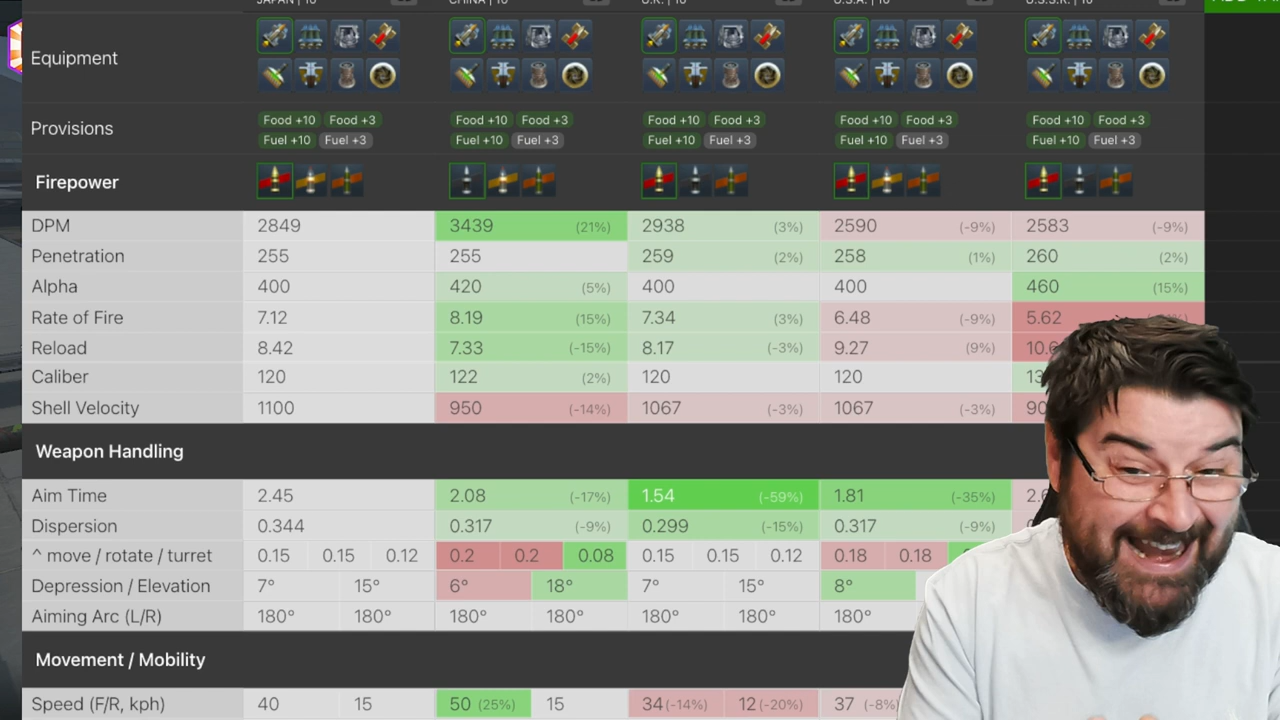 JAPAN | 10 CHINA | 10 U.K. | 10 U.S.A. | 10 U.S.S.R. | 10
Equipment
Provisions
Food +10 Food +3 Food +10 Food +3 Food +10 Food +3 Food +10 Food +3 Food +10 Food +3
Fuel +10 Fuel +3 Fuel +10 Fuel +3 Fuel +10 Fuel +3 Fuel +10 Fuel +3 Fuel +10 Fuel +3
Firepower
DPM 2849 3439 (21%) 2938 (3%) 2590 (-9%) 2583 (-9%)
Penetration 255 255 259 (2%) 258 (1%) 260 (2%)
Alpha 400 420 (5%) 400 400 460 (15%)
Rate of Fire 7.12 8.19 (15%) 7.34 (3%) 6.48 (-9%) 5.62
Reload 8.42 7.33 (-15%) 8.17 (-3%) 9.27 (9%)
Caliber 120 122 (2%) 120 120
Shell Velocity 1100 950 (-14%) 1067 (-3%) 1067 (-3%)
Weapon Handling
Aim Time 2.45 2.08 (-17%) 1.54 (-59%) 1.81 (-35%)
Dispersion 0.344 0.317 (-9%) 0.299 (-15%) 0.317 (-9%)
^ move / rotate / turret 0.15 0.15 0.12 0.2 0.2 0.08 0.15 0.15 0.12 0.18 0.18
Depression / Elevation 7° 15° 6° 18° 7° 15° 8°
Aiming Arc (L/R) 180° 180° 180° 180° 180° 180° 180°
Movement / Mobility
Speed (F/R, kph) 40 15 50 (25%) 15 34 (-14%) 12 (-20%) 37 (-8%)